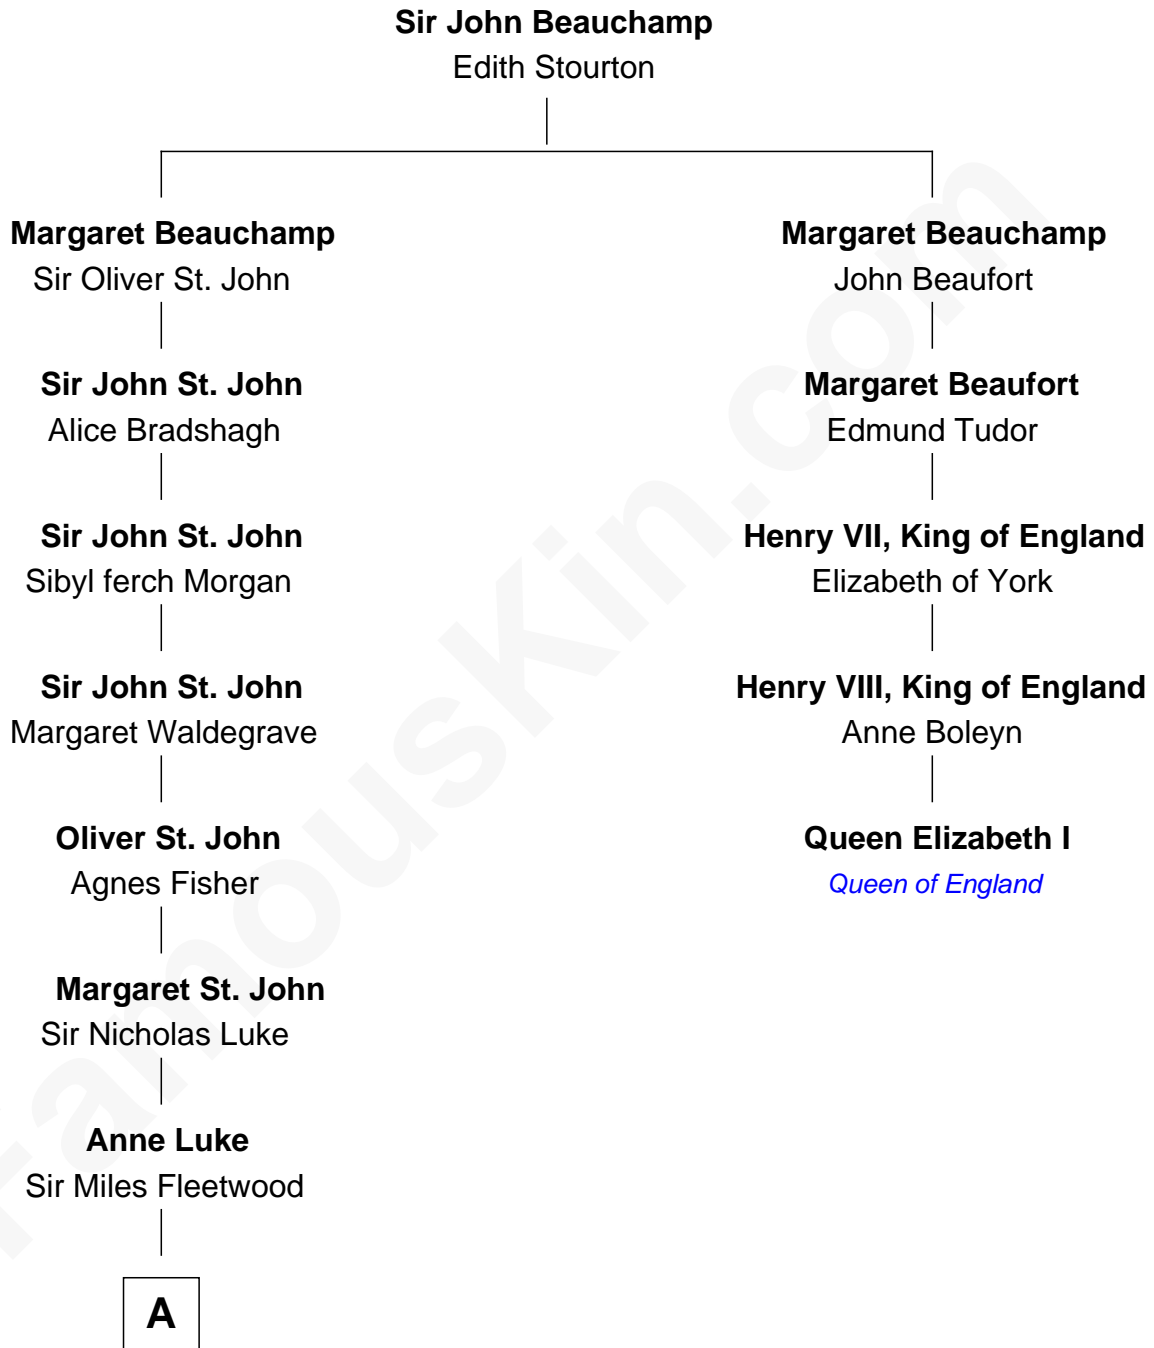 Sir John Beauchamp
Edith Stourton
Margaret Beauchamp
Sir Oliver St. John
Sir John St. John
Alice Bradshagh
Sir John St. John
Sibyl ferch Morgan
Sir John St. John
Margaret Waldegrave
Oliver St. John
Agnes Fisher
Margaret St. John
Sir Nicholas Luke
Anne Luke
Sir Miles Fleetwood
A
Margaret Beauchamp
John Beaufort
Margaret Beaufort
Edmund Tudor
Henry VII, King of England
Elizabeth of York
Henry VIII, King of England
Anne Boleyn
Queen Elizabeth I
Queen of England
FamousKin.com